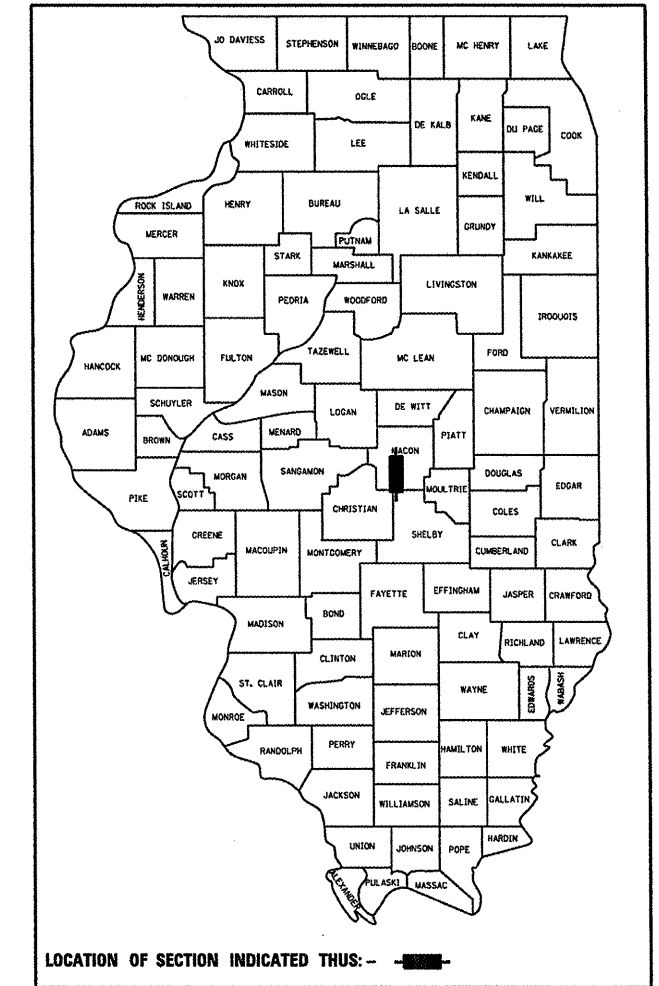 JO DAVIESS
STEPHENSON
WINNEBAGO
BOONE
MC HENRY
LAKE
CARROLL
OGLE
DE KALB
KANE
DU PAGE
COOK
WHITESIDE
LEE
KENDALL
WILL
ROCK ISLAND
HENRY
BUREAU
LA SALLE
GRUNDY
MERCER
PUTNAM
STARK
MARSHALL
KANKAKEE
HENDERSON
WARREN
KNOX
PEORIA
WOODFORD
LIVINGSTON
IROQUOIS
HANCOCK
MC DONOUGH
FULTON
TAZEWELL
MC LEAN
FORD
MASON
SCHUYLER
LOGAN
DE WITT
CHAMPAIGN
VERMILION
ADAMS
BROWN
CASS
MENARD
PIATT
MACON
MORGAN
SANGAMON
DOUGLAS
EDGAR
PIKE
SCOTT
CHRISTIAN
MOULTRIE
COLES
GREENE
MACOUPIN
MONTGOMERY
SHELBY
CUMBERLAND
CLARK
CALHOUN
JERSEY
FAYETTE
EFFINGHAM
JASPER
CRAWFORD
MADISON
BOND
CLAY
RICHLAND
LAWRENCE
CLINTON
MARION
ST. CLAIR
WAYNE
EDWARDS
WABASH
WASHINGTON
JEFFERSON
MONROE
RANDOLPH
PERRY
HAMILTON
WHITE
FRANKLIN
JACKSON
WILLIAMSON
SALINE
GALLATIN
UNION
JOHNSON
POPE
HARDIN
ALEXANDER
PULASKI
MASSAC
LOCATION OF SECTION INDICATED THUS:-